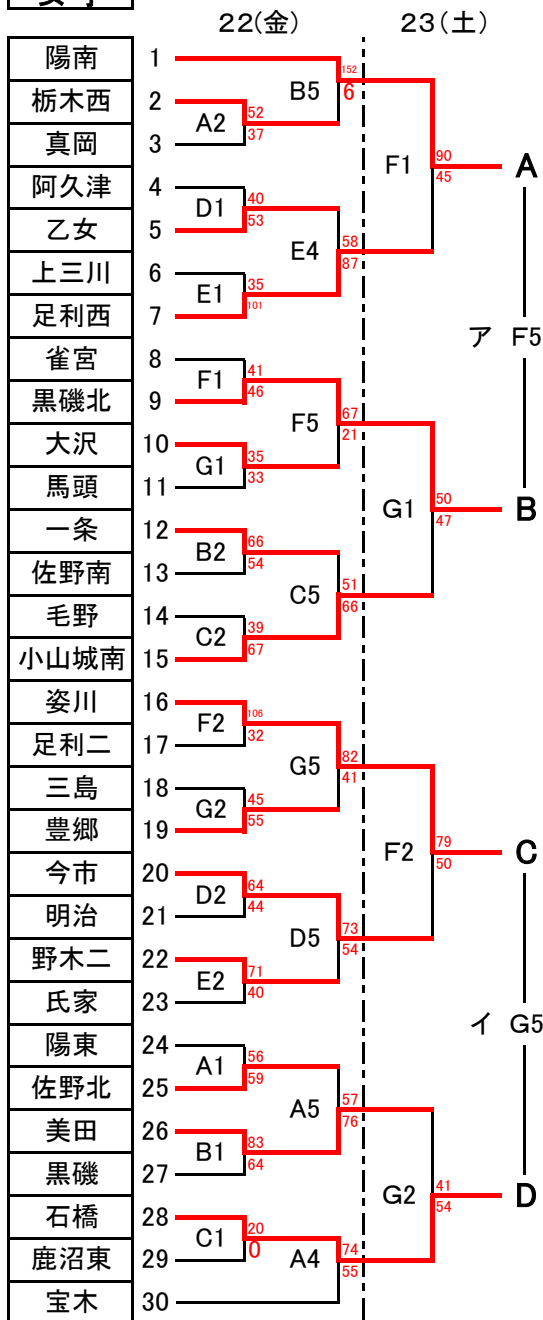 22(金) 23(土)
陽南 1
栃木西 2
真岡 3
阿久津 4
乙女 5
上三川 6
足利西 7
雀宮 8
黒磯北 9
大沢 10
馬頭 11
一条 12
佐野南 13
毛野 14
小山城南 15
姿川 16
足利二 17
三島 18
豊郷 19
今市 20
明治 21
野木二 22
氏家 23
陽東 24
佐野北 25
美田 26
黒磯 27
石橋 28
鹿沼東 29
宝木 30
A2 52 37
D1 40 53
E1 35 101
F1 41 46
G1 35 33
B2 66 54
C2 39 67
F2 106 32
G2 45 55
D2 64 44
E2 71 40
A1 56 59
B1 83 64
C1 20 0
B5 152 6
E4 58 87
F5 67 21
C5 51 66
G5 82 41
D5 73 54
A5 57 76
A4 74 55
F1 90 45
G1 50 47
F2 79 50
G2 41 54
A
ア F5
B
C
イ G5
D